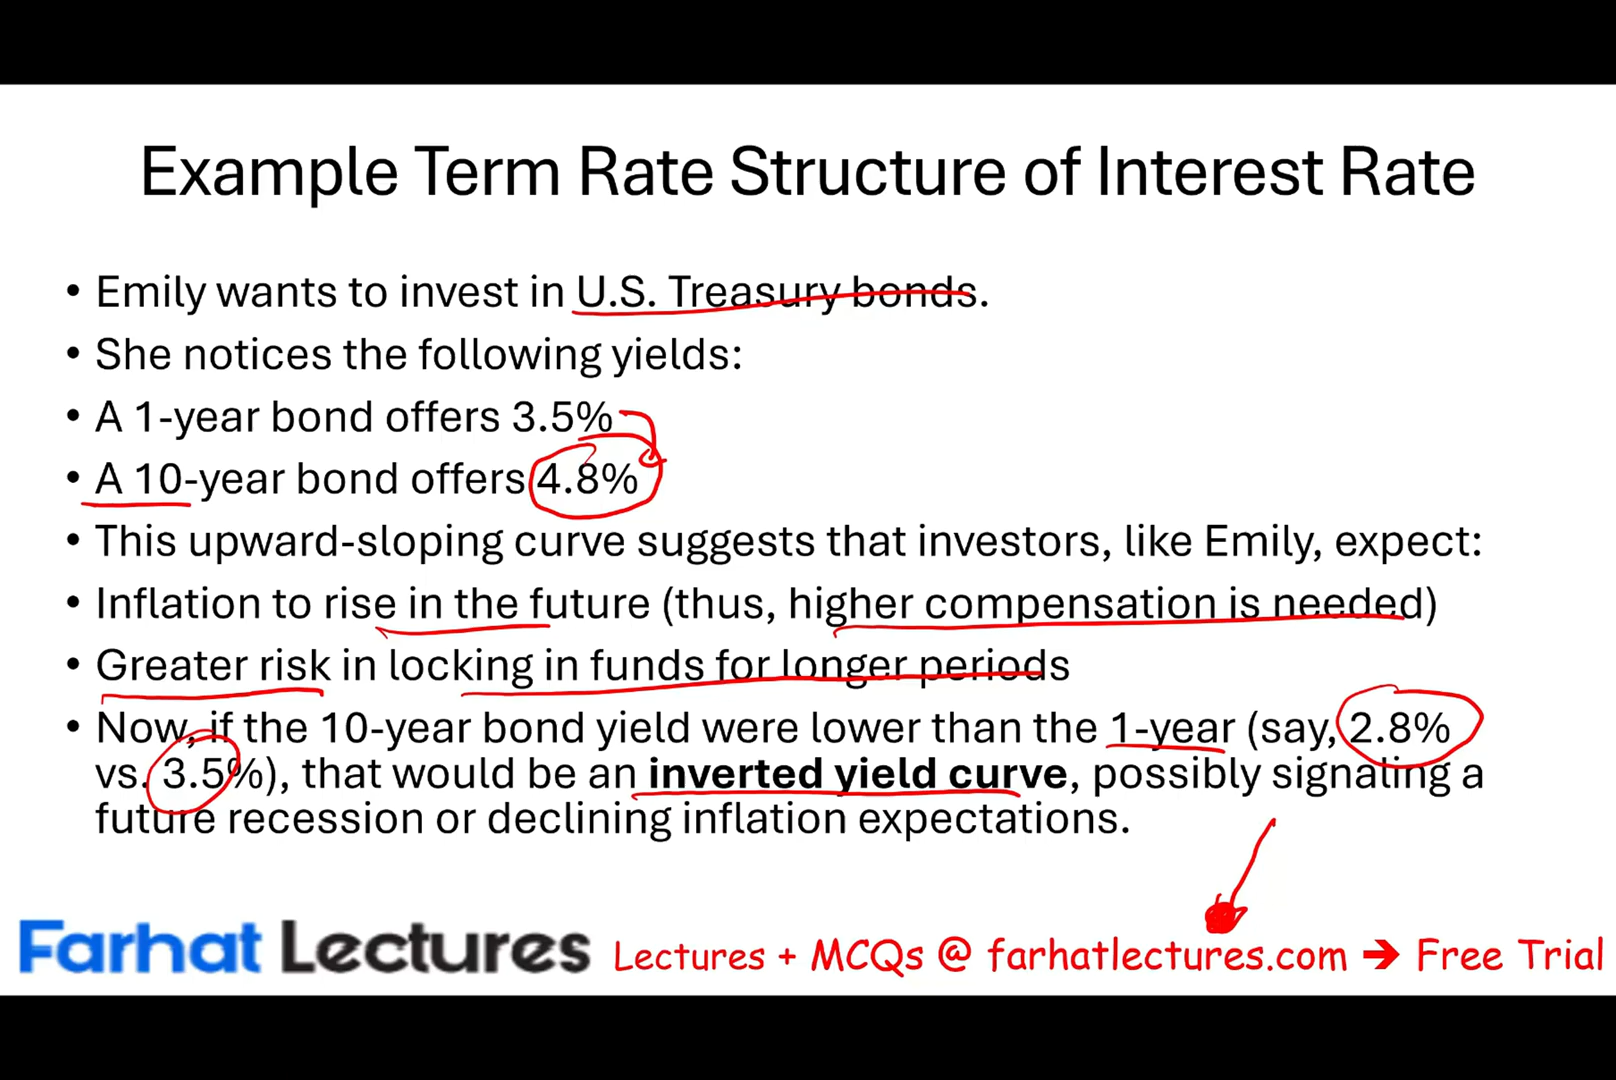 Example Term Rate Structure of Interest Rate
• Emily wants to invest in U.S. Treasury bonds.
• She notices the following yields:
• A 1-year bond offers 3.5%
• A 10-year bond offers 4.8%
• This upward-sloping curve suggests that investors, like Emily, expect:
• Inflation to rise in the future (thus, higher compensation is needed)
• Greater risk in locking in funds for longer periods
• Now, if the 10-year bond yield were lower than the 1-year (say, 2.8%
vs. 3.5%), that would be an inverted yield curve, possibly signaling a
future recession or declining inflation expectations.
Farhat Lectures Lectures + MCQs @ farhatlectures.com ➔ Free Trial